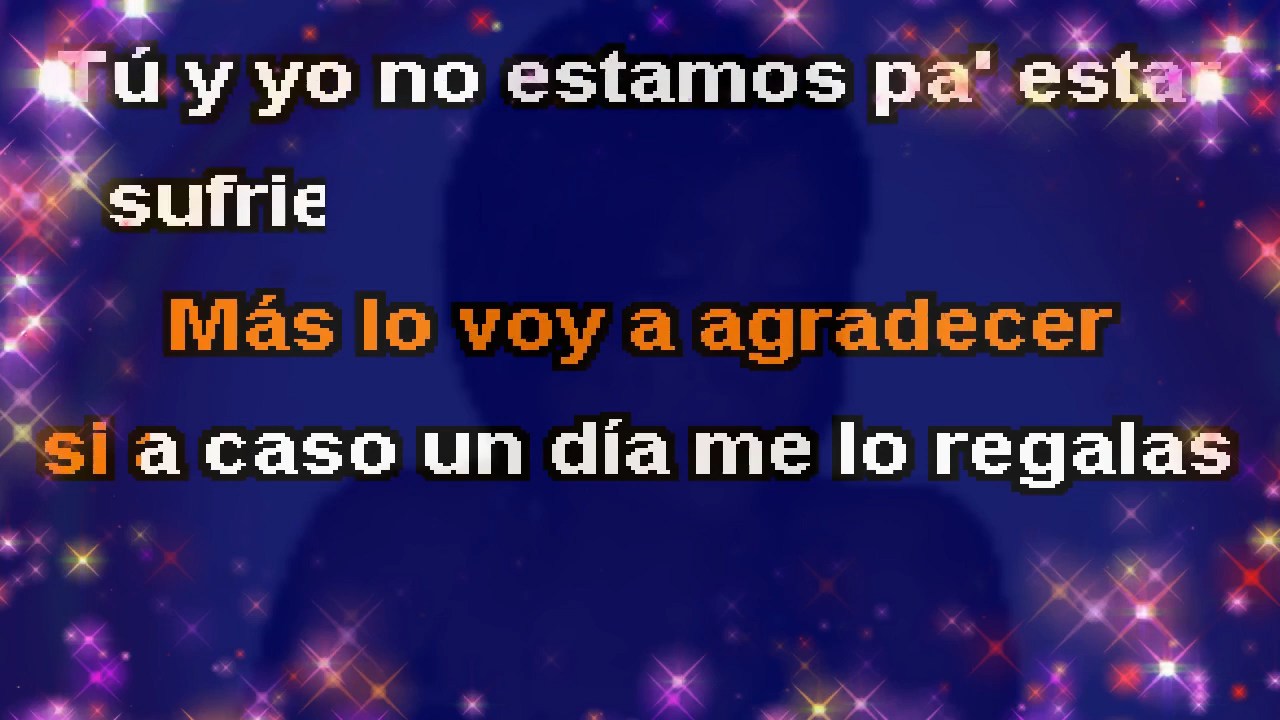 Tú y yo no estamos pa' estar
sufrie
Más lo voy a agradecer
si a caso un día me lo regalas